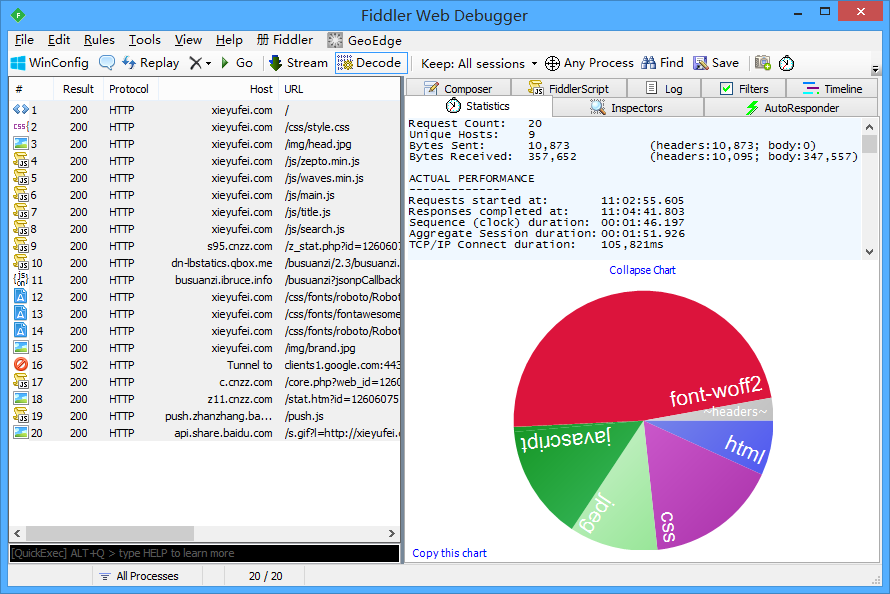 Fiddler Web Debugger
File Edit Rules Tools View Help 册 Fiddler GeoEdge
WinConfig Replay Go Stream Decode Keep: All sessions Any Process Find Save
# Result Protocol Host URL
1 200 HTTP xieyufei.com /
2 200 HTTP xieyufei.com /css/style.css
3 200 HTTP xieyufei.com /img/head.jpg
4 200 HTTP xieyufei.com /js/zepto.min.js
5 200 HTTP xieyufei.com /js/waves.min.js
6 200 HTTP xieyufei.com /js/main.js
7 200 HTTP xieyufei.com /js/title.js
8 200 HTTP xieyufei.com /js/search.js
9 200 HTTP s95.cnzz.com /z_stat.php?id=1260607
10 200 HTTP dn-lbstatics.qbox.me /busuanzi/2.3/busuanzi.
11 200 HTTP busuanzi.ibruce.info /busuanzi?jsonpCallback
12 200 HTTP xieyufei.com /css/fonts/roboto/Robot
13 200 HTTP xieyufei.com /css/fonts/fontawesome
14 200 HTTP xieyufei.com /css/fonts/roboto/Robot
15 200 HTTP xieyufei.com /img/brand.jpg
16 502 HTTP Tunnel to clients1.google.com:443
17 200 HTTP c.cnzz.com /core.php?web_id=1260
18 200 HTTP z11.cnzz.com /stat.htm?id=12606075
19 200 HTTP push.zhanzhang.ba... /push.js
20 200 HTTP api.share.baidu.com /s.gif?l=http://xieyufei.
[QuickExec] ALT+Q > type HELP to learn more
All Processes 20 / 20
Composer FiddlerScript Log Filters Timeline
Statistics Inspectors AutoResponder
Request Count: 20
Unique Hosts: 9
Bytes Sent: 10,873 (headers:10,873; body:0)
Bytes Received: 357,652 (headers:10,095; body:347,557)
ACTUAL PERFORMANCE
--------------
Requests started at: 11:02:55.605
Responses completed at: 11:04:41.803
Sequence (clock) duration: 00:01:46.197
Aggregate Session duration: 00:01:51.926
TCP/IP Connect duration: 105,821ms
Collapse Chart
font-woff2
~headers~
html
javascript
jpeg
css
Copy this chart